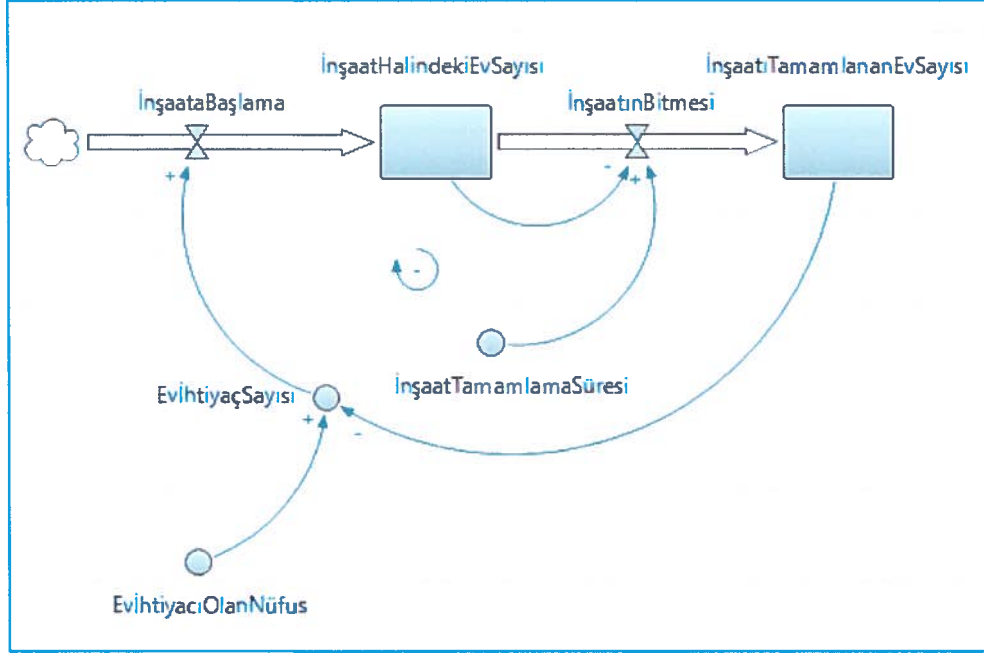 İnşaatHalindekiEvSayısı
İnşaatıTamamlananEvSayısı
İnşaataBaşlama
İnşaatınBitmesi
+
-
+
-
İnşaatTamamlamaSüresi
EvİhtiyaçSayısı
+
-
EvİhtiyacıOlanNüfus